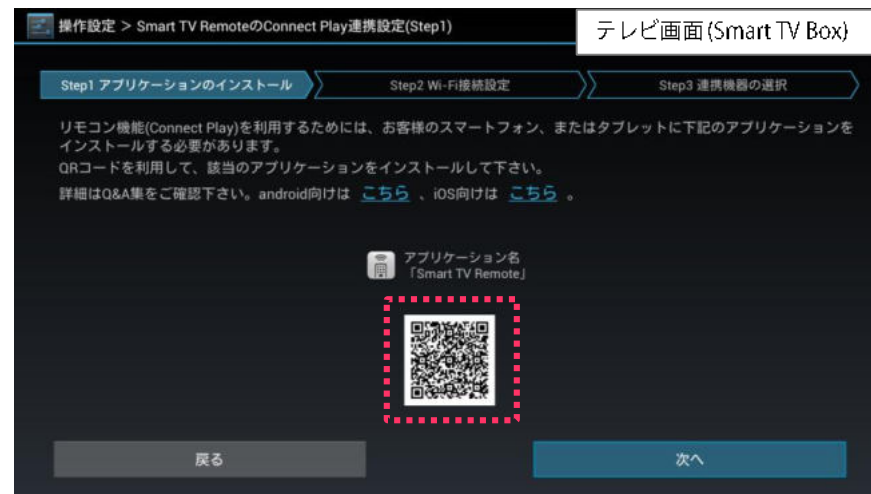 操作設定 > Smart TV RemoteのConnect Play連携設定(Step1)
テレビ画面(Smart TV Box)
Step1 アプリケーションのインストール
Step2 Wi-Fi接続設定
Step3 連携機器の選択
リモコン機能(Connect Play)を利用するためには、お客様のスマートフォン、またはタブレットに下記のアプリケーションを
インストールする必要があります。
QRコードを利用して、該当のアプリケーションをインストールして下さい。
詳細はQ&A集をご確認下さい。android向けは こちら 、iOS向けは こちら 。
アプリケーション名
「Smart TV Remote」
戻る
次へ